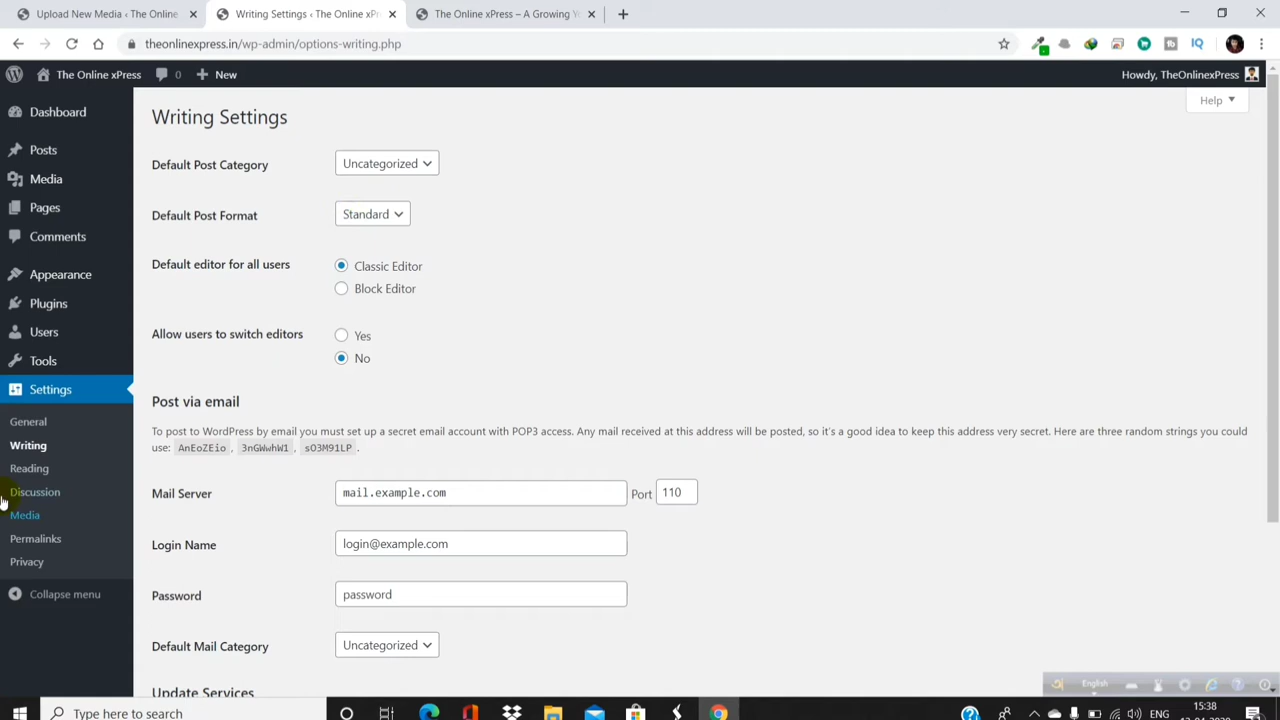 Upload New Media ‹ The Online
Writing Settings ‹ The Online xPr
The Online xPress – A Growing Yo
theonlinexpress.in/wp-admin/options-writing.php
The Online xPress
0
New
Howdy, TheOnlinexPress
Dashboard
Posts
Media
Pages
Comments
Appearance
Plugins
Users
Tools
Settings
General
Writing
Reading
Discussion
Media
Permalinks
Privacy
Collapse menu
Help
Writing Settings
Default Post Category
Uncategorized
Default Post Format
Standard
Default editor for all users
Classic Editor
Block Editor
Allow users to switch editors
Yes
No
Post via email
To post to WordPress by email you must set up a secret email account with POP3 access. Any mail received at this address will be posted, so it's a good idea to keep this address very secret. Here are three random strings you could
use: AnEoZEio, 3nGWwhW1, sO3M91LP.
Mail Server
mail.example.com
Port
110
Login Name
login@example.com
Password
password
Default Mail Category
Uncategorized
Update Services
English
Type here to search
ENG
15:38